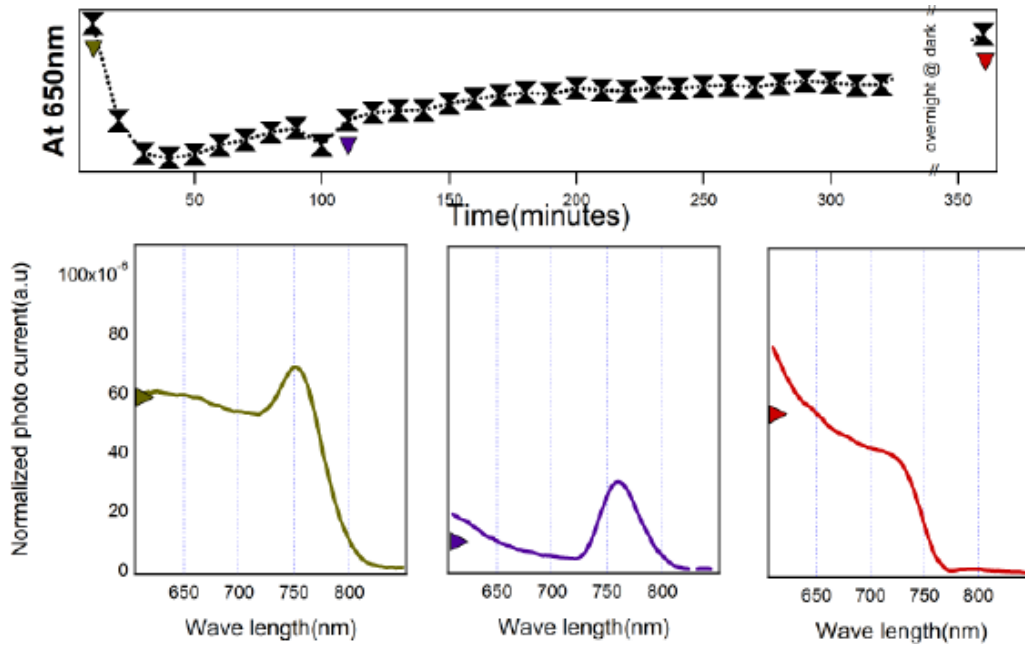 At 650nm
// overnight @ dark //
50 100 150 200 250 300 350
Time(minutes)
Normalized photo current(a.u)
100x10⁻⁶
80
60
40
20
0
650 700 750 800
Wave length(nm)
650 700 750 800
Wave length(nm)
650 700 750 800
Wave length(nm)